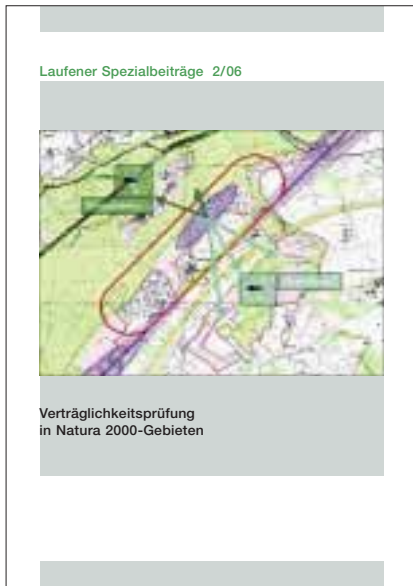 Laufener Spezialbeiträge 2/06
Verträglichkeitsprüfung
in Natura 2000-Gebieten